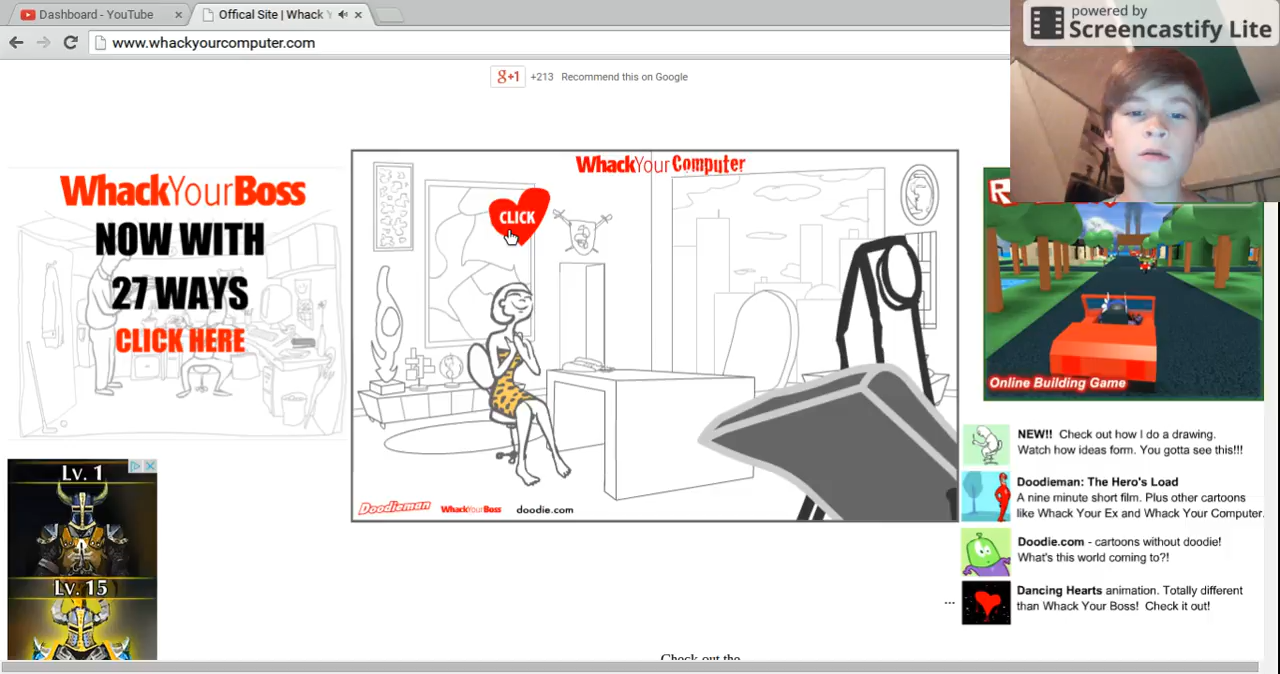 Dashboard - YouTube
Offical Site | Whack Y
powered by
Screencastify Lite
www.whackyourcomputer.com
g+1 +213 Recommend this on Google
WhackYourComputer
WhackYourBoss
NOW WITH
27 WAYS
CLICK HERE
CLICK
R
Online Building Game
Lv. 1
Lv. 15
Doodieman WhackYourBoss doodie.com
NEW!! Check out how I do a drawing.
Watch how ideas form. You gotta see this!!!
Doodieman: The Hero's Load
A nine minute short film. Plus other cartoons
like Whack Your Ex and Whack Your Computer.
Doodie.com - cartoons without doodie!
What's this world coming to?!
Dancing Hearts animation. Totally different
than Whack Your Boss! Check it out!
...
Check out the